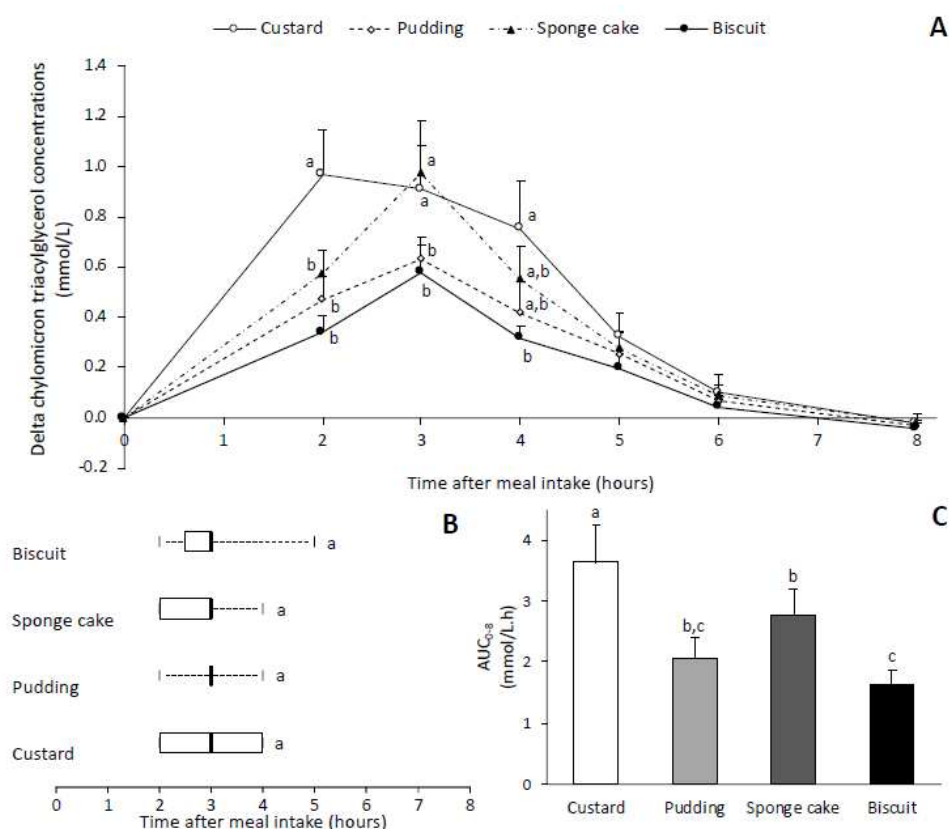 Custard Pudding Sponge cake Biscuit
A
Delta chylomicron triacylglycerol concentrations
(mmol/L)
1.4
1.2
1.0
0.8
0.6
0.4
0.2
0.0
-0.2
a
a
a
a
b
b
a,b
b
a,b
b
b
b
0 1 2 3 4 5 6 7 8
Time after meal intake (hours)
B
Biscuit
a
Sponge cake
a
Pudding
a
Custard
a
0 1 2 3 4 5 6 7 8
Time after meal intake (hours)
C
AUC0-8
(mmol/L.h)
4
3
2
1
0
a
b,c
b
c
Custard Pudding Sponge cake Biscuit